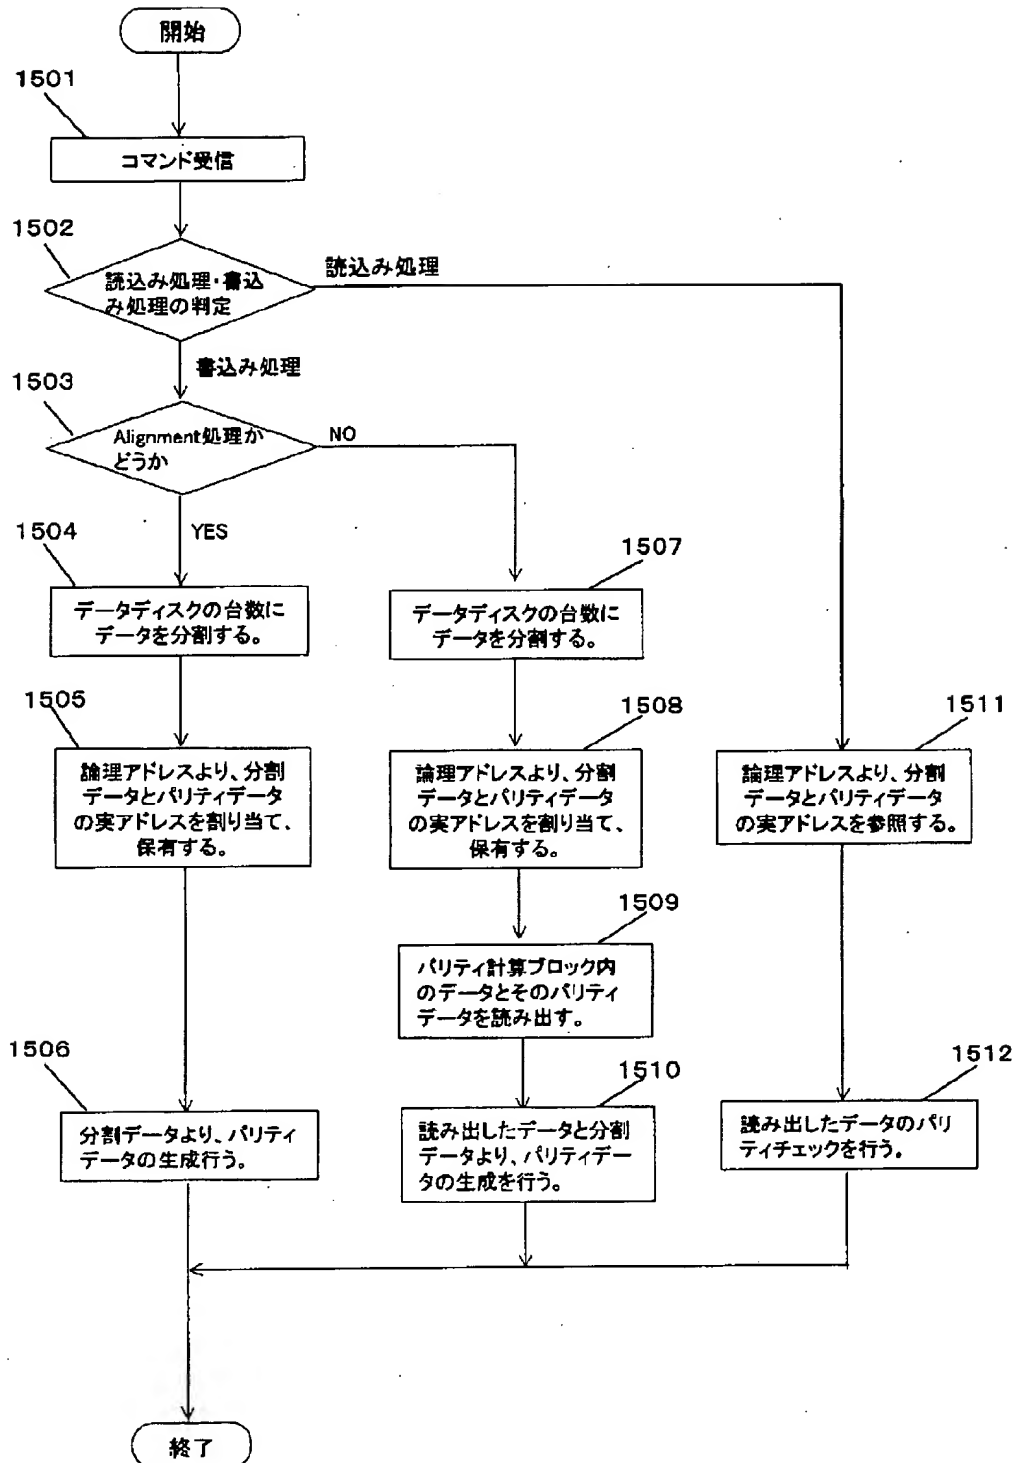 開始
1501
コマンド受信
1502
読込み処理・書込
み処理の判定
読込み処理
書込み処理
1503
Alignment処理か
どうか
NO
YES
1504
データディスクの台数に
データを分割する。
1507
データディスクの台数に
データを分割する。
1505
論理アドレスより、分割
データとパリティデータ
の実アドレスを割り当て、
保有する。
1508
論理アドレスより、分割
データとパリティデータ
の実アドレスを割り当て、
保有する。
1511
論理アドレスより、分割
データとパリティデータ
の実アドレスを参照する。
1509
パリティ計算ブロック内
のデータとそのパリティ
データを読み出す。
1506
分割データより、パリティ
データの生成行う。
1510
読み出したデータと分割
データより、パリティデー
タの生成を行う。
1512
読み出したデータのパリ
ティチェックを行う。
終了